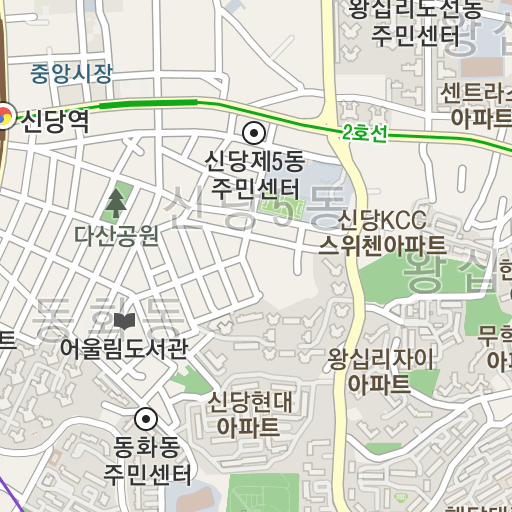 왕십리도선동
주민센터
왕십
중앙시장
센트라스
아파트
신당역
2호선
신당제5동
주민센터
신당5동
신당KCC
스위첸아파트
다산공원
왕십
동화동
어울림도서관
왕십리자이
아파트
신당현대
아파트
동화동
주민센터